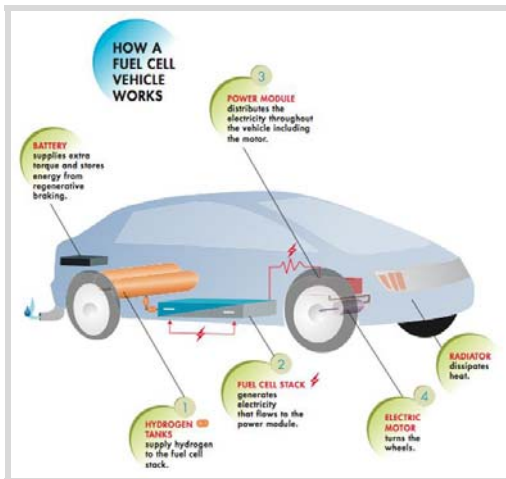 HOW A
FUEL CELL
VEHICLE
WORKS
3
POWER MODULE
distributes the
electricity throughout
the vehicle including
the motor.
BATTERY
supplies extra
torque and stores
energy from
regenerative
braking.
1
HYDROGEN
TANKS
supply hydrogen
to the fuel cell
stack.
2
FUEL CELL STACK
generates
electricity
that flows to the
power module.
4
ELECTRIC
MOTOR
turns the
wheels.
RADIATOR
dissipates
heat.